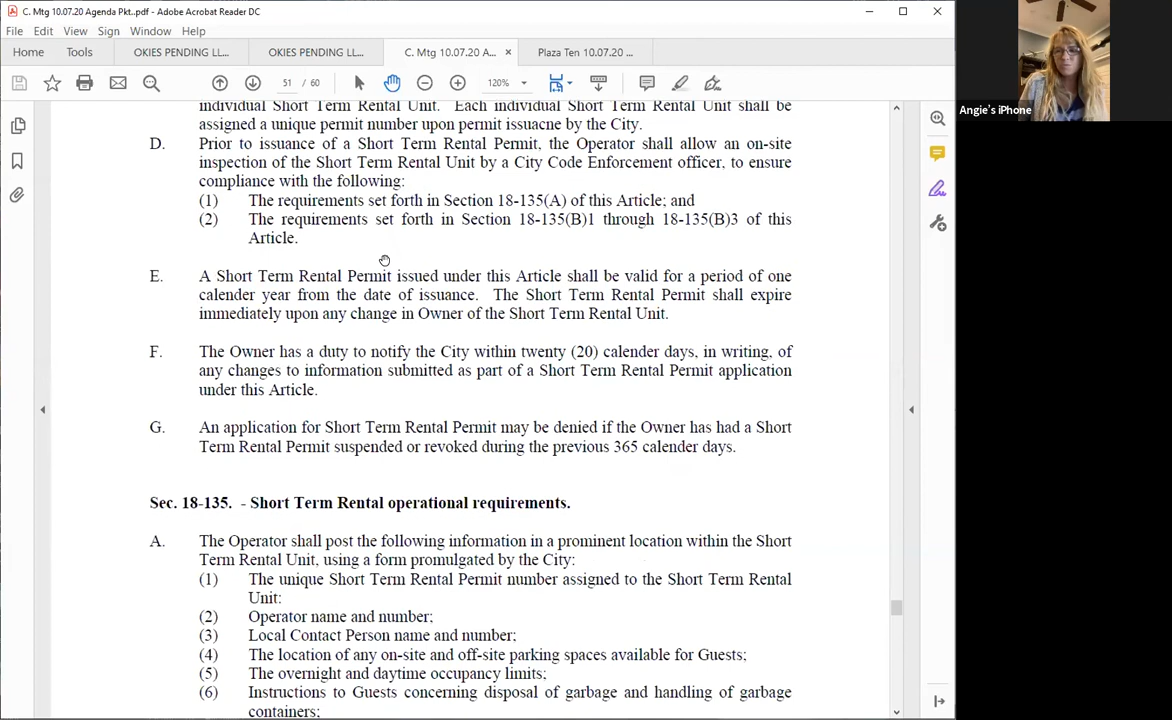 C. Mtg 10.07.20 Agenda Pkt..pdf - Adobe Acrobat Reader DC
File Edit View Sign Window Help
Home Tools OKIES PENDING LL... OKIES PENDING LL... C. Mtg 10.07.20 A... × Plaza Ten 10.07.20 ...
51 / 60 120%
Angie's iPhone
individual Short Term Rental Unit. Each individual Short Term Rental Unit shall be
assigned a unique permit number upon permit issuacne by the City.
D. Prior to issuance of a Short Term Rental Permit, the Operator shall allow an on-site
inspection of the Short Term Rental Unit by a City Code Enforcement officer, to ensure
compliance with the following:
(1) The requirements set forth in Section 18-135(A) of this Article; and
(2) The requirements set forth in Section 18-135(B)1 through 18-135(B)3 of this
Article.
E. A Short Term Rental Permit issued under this Article shall be valid for a period of one
calender year from the date of issuance. The Short Term Rental Permit shall expire
immediately upon any change in Owner of the Short Term Rental Unit.
F. The Owner has a duty to notify the City within twenty (20) calender days, in writing, of
any changes to information submitted as part of a Short Term Rental Permit application
under this Article.
G. An application for Short Term Rental Permit may be denied if the Owner has had a Short
Term Rental Permit suspended or revoked during the previous 365 calender days.
Sec. 18-135. - Short Term Rental operational requirements.
A. The Operator shall post the following information in a prominent location within the Short
Term Rental Unit, using a form promulgated by the City:
(1) The unique Short Term Rental Permit number assigned to the Short Term Rental
Unit:
(2) Operator name and number;
(3) Local Contact Person name and number;
(4) The location of any on-site and off-site parking spaces available for Guests;
(5) The overnight and daytime occupancy limits;
(6) Instructions to Guests concerning disposal of garbage and handling of garbage
containers;